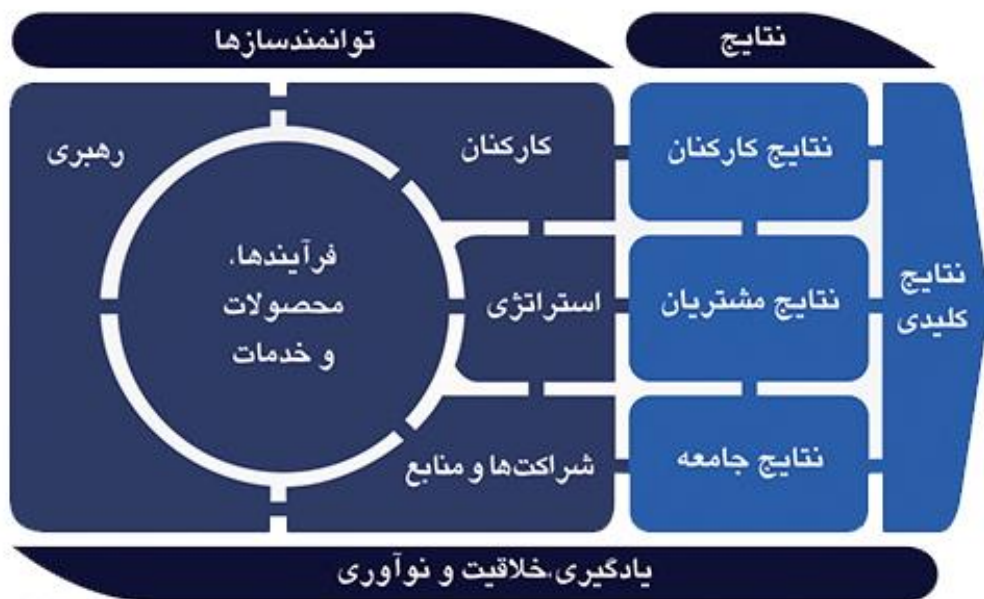 توانمندسازها
نتایج
رهبری
فرآیندها،
محصولات
و خدمات
کارکنان
استراتژی
شراکت‌ها و منابع
نتایج کارکنان
نتایج مشتریان
نتایج جامعه
نتایج
کلیدی
یادگیری،خلاقیت و نوآوری